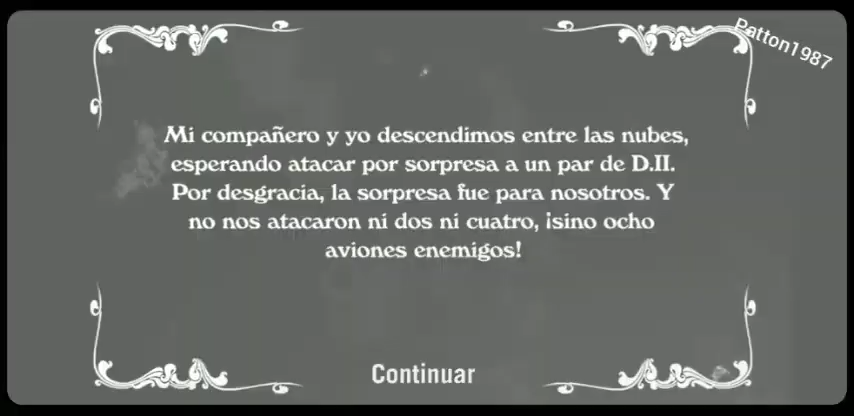 Patton1987
Mi compañero y yo descendimos entre las nubes,
esperando atacar por sorpresa a un par de D.II.
Por desgracia, la sorpresa fue para nosotros. Y
no nos atacaron ni dos ni cuatro, ¡sino ocho
aviones enemigos!
Continuar